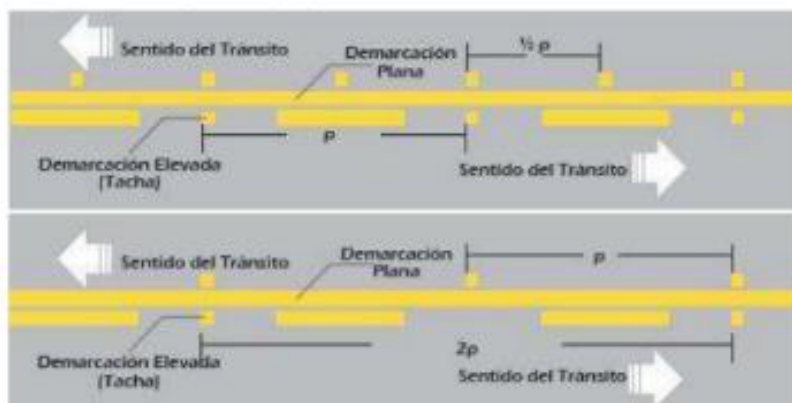 Sentido del Tránsito
Demarcación
Plana
½ p
p
Demarcación Elevada
(Tacha)
Sentido del Tránsito
Sentido del Tránsito
Demarcación
Plana
p
Demarcación Elevada
(Tacha)
2p
Sentido del Tránsito